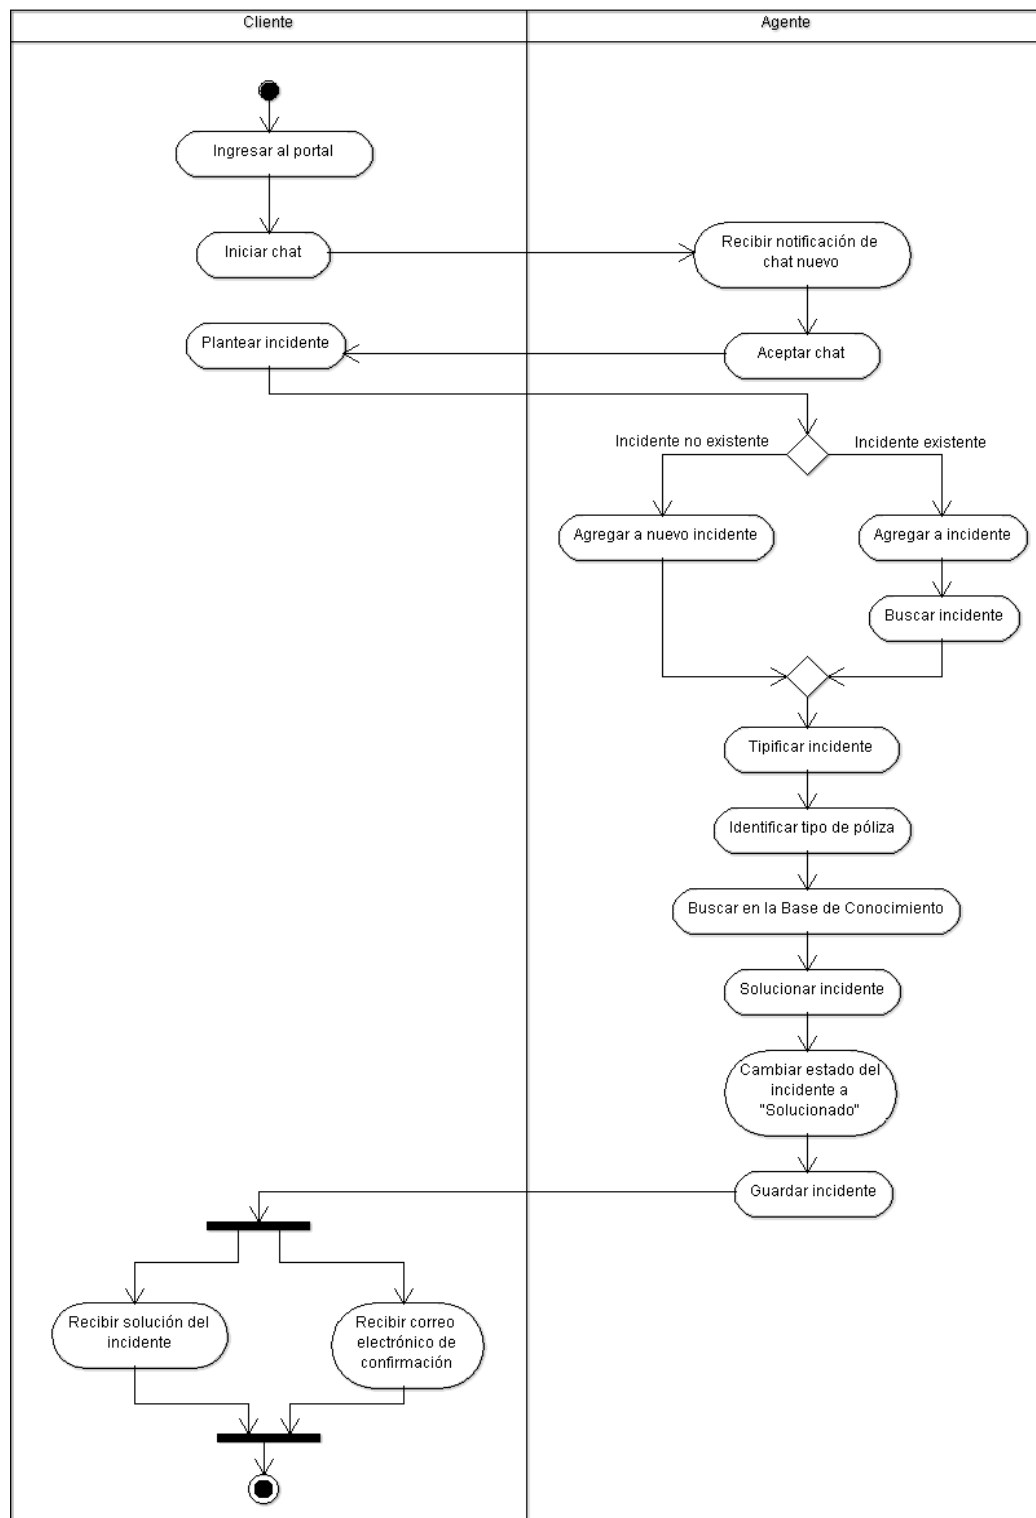 Cliente
Agente
Ingresar al portal
Iniciar chat
Recibir notificación de
chat nuevo
Plantear incidente
Aceptar chat
Incidente no existente
Incidente existente
Agregar a nuevo incidente
Agregar a incidente
Buscar incidente
Tipificar incidente
Identificar tipo de póliza
Buscar en la Base de Conocimiento
Solucionar incidente
Cambiar estado del
incidente a
"Solucionado"
Guardar incidente
Recibir solución del
incidente
Recibir correo
electrónico de
confirmación